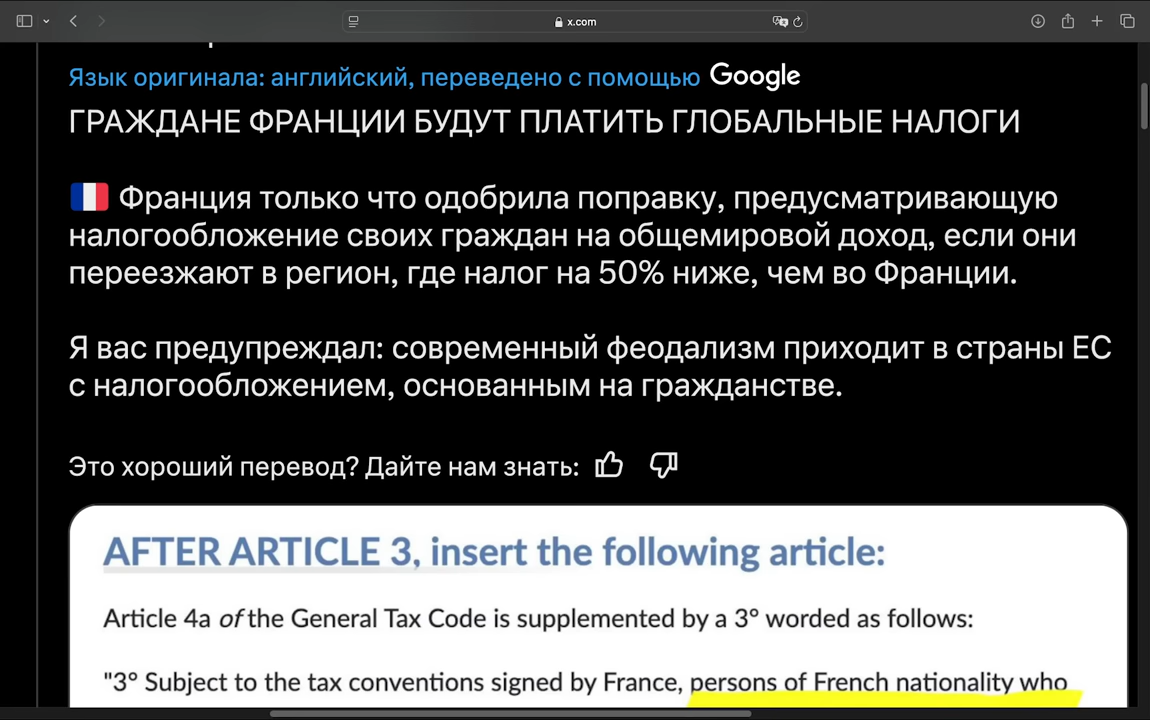 x.com
Язык оригинала: английский, переведено с помощью Google
ГРАЖДАНЕ ФРАНЦИИ БУДУТ ПЛАТИТЬ ГЛОБАЛЬНЫЕ НАЛОГИ
Франция только что одобрила поправку, предусматривающую
налогообложение своих граждан на общемировой доход, если они
переезжают в регион, где налог на 50% ниже, чем во Франции.
Я вас предупреждал: современный феодализм приходит в страны ЕС
с налогообложением, основанным на гражданстве.
Это хороший перевод? Дайте нам знать:
AFTER ARTICLE 3, insert the following article:
Article 4a of the General Tax Code is supplemented by a 3° worded as follows:
"3° Subject to the tax conventions signed by France, persons of French nationality who